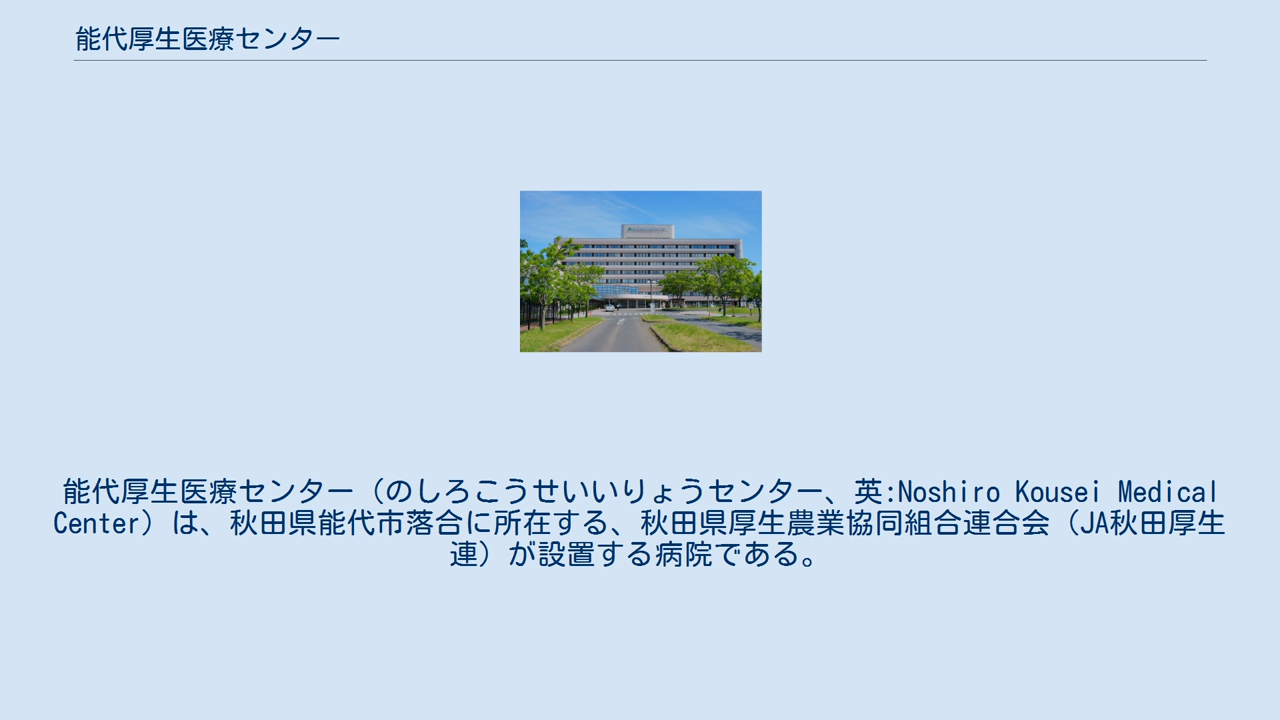 能代厚生医療センター
能代厚生医療センター（のしろこうせいいりょうセンター、英:Noshiro Kousei Medical
Center）は、秋田県能代市落合に所在する、秋田県厚生農業協同組合連合会（JA秋田厚生
連）が設置する病院である。